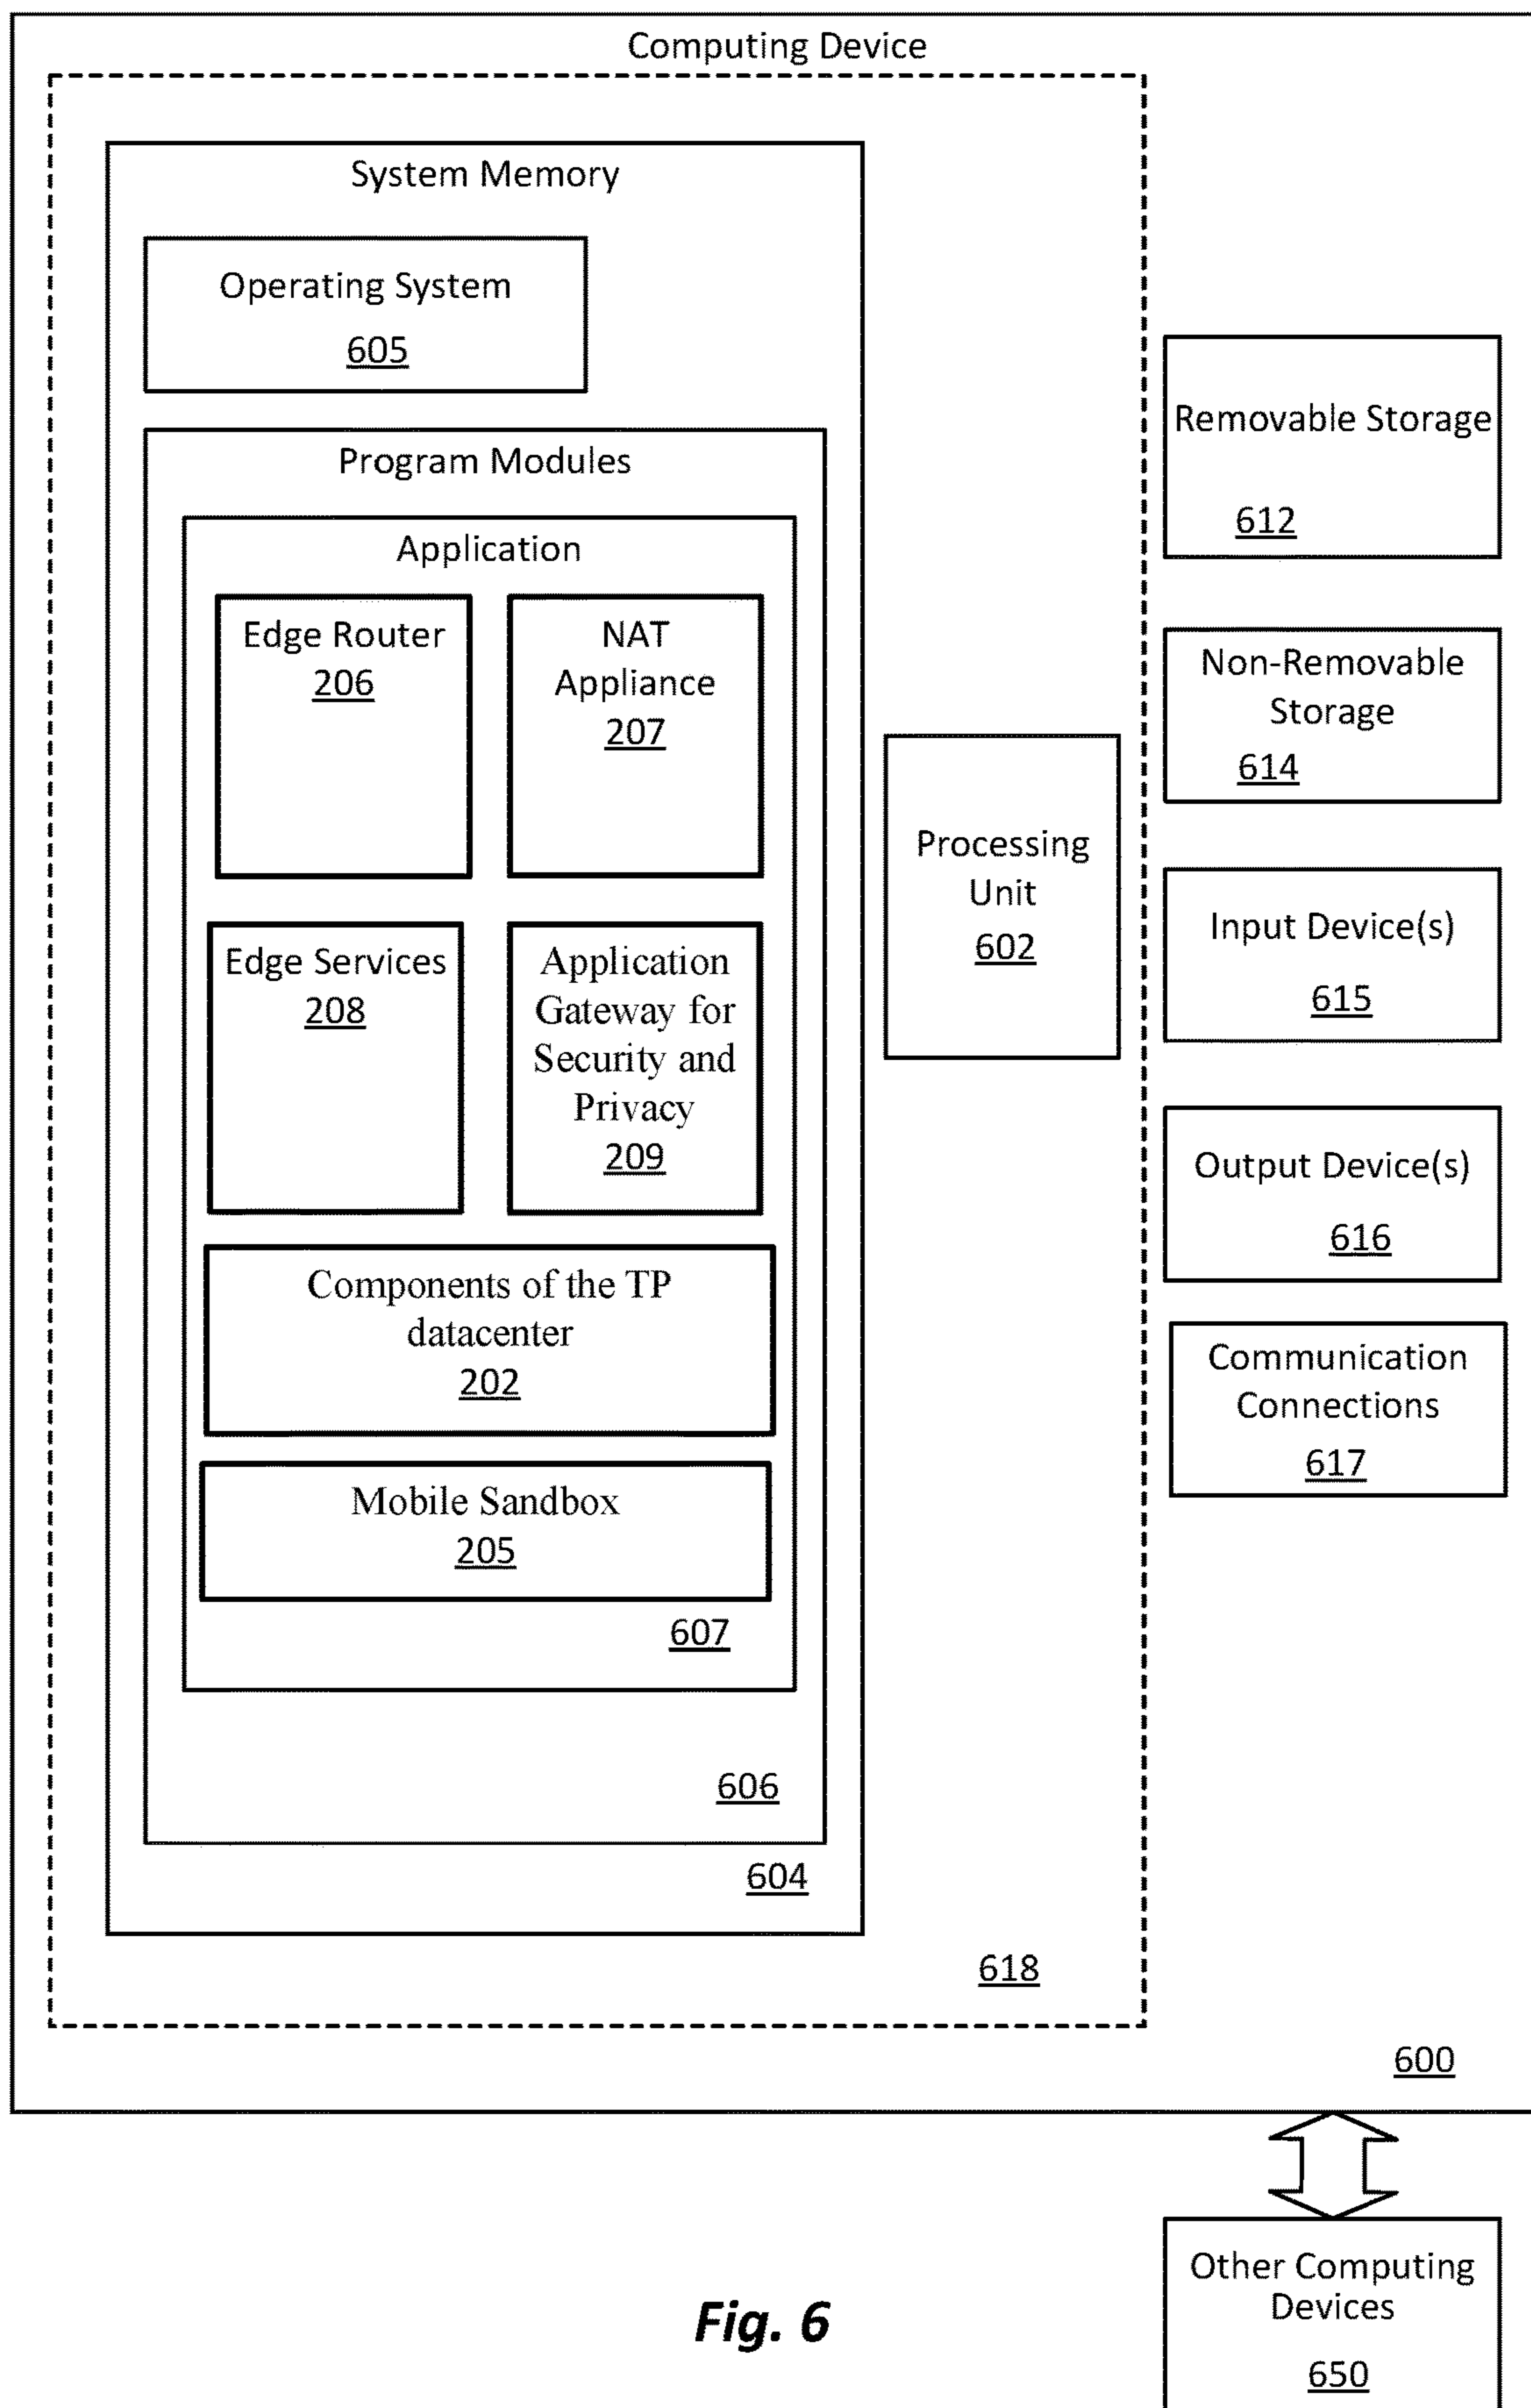 Computing Device
System Memory
Operating System
605
Program Modules
Application
Edge Router
206
NAT
Appliance
207
Edge Services
208
Application
Gateway for
Security and
Privacy
209
Components of the TP
datacenter
202
Mobile Sandbox
205
607
606
604
Processing
Unit
602
618
Removable Storage
612
Non-Removable
Storage
614
Input Device(s)
615
Output Device(s)
616
Communication
Connections
617
600
Other Computing
Devices
650
Fig. 6